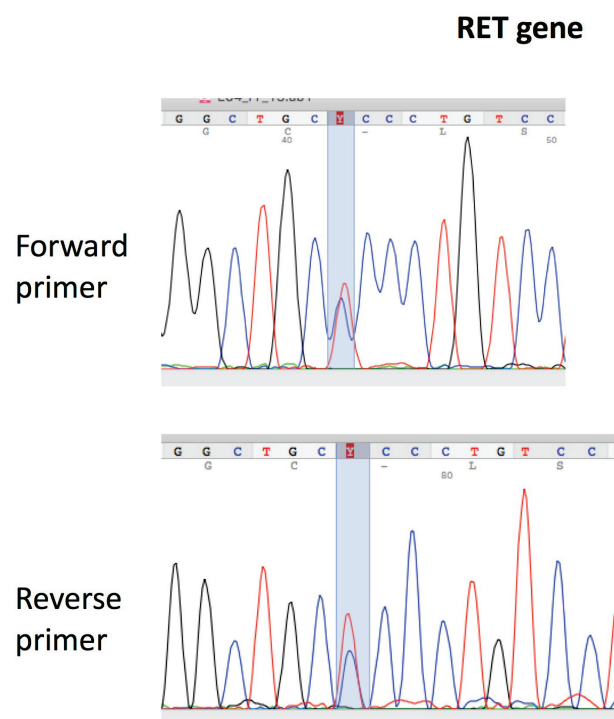 RET gene
G G C T G C Y C C C T G T C C
G C – L S
40 50
Forward
primer
G G C T G C Y C C C T G T C C
G C – L S
80
Reverse
primer